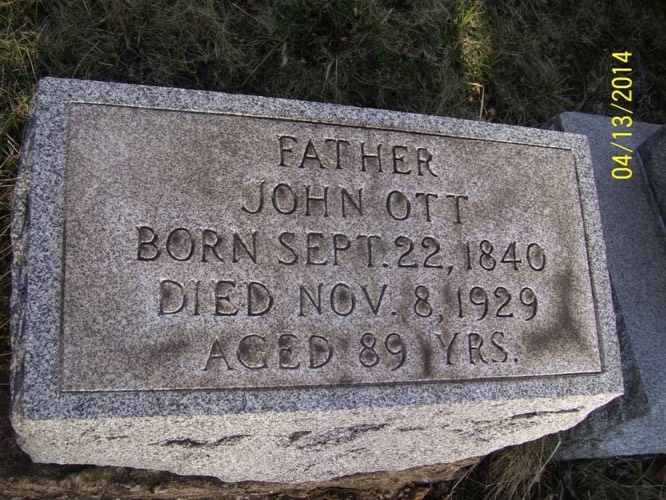 FATHER
JOHN OTT
BORN SEPT. 22, 1840
DIED NOV. 8, 1929
AGED 89 YRS.
04/13/2014